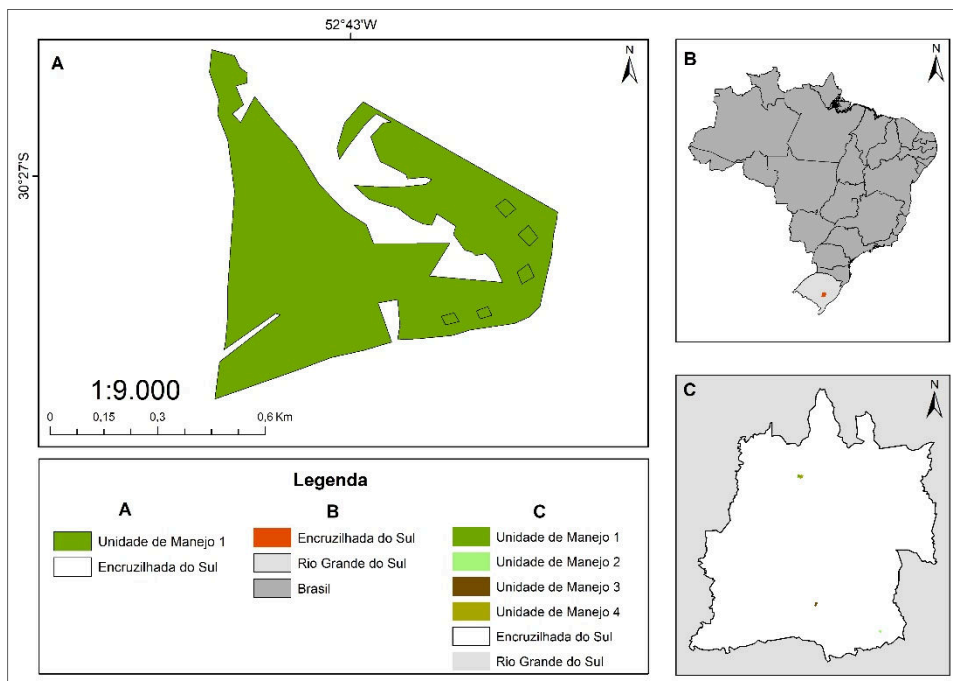 52°43'W
A
N
30°27'S
1:9.000
0 0,15 0,3 0,6 Km
B
N
C
N
Legenda
A
Unidade de Manejo 1
Encruzilhada do Sul
B
Encruzilhada do Sul
Rio Grande do Sul
Brasil
C
Unidade de Manejo 1
Unidade de Manejo 2
Unidade de Manejo 3
Unidade de Manejo 4
Encruzilhada do Sul
Rio Grande do Sul